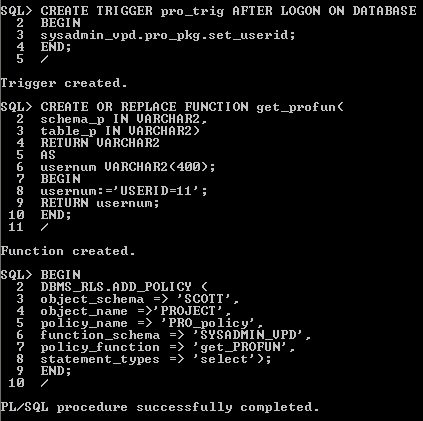 SQL> CREATE TRIGGER pro_trig AFTER LOGON ON DATABASE
2 BEGIN
3 sysadmin_vpd.pro_pkg.set_userid;
4 END;
5 /
Trigger created.
SQL> CREATE OR REPLACE FUNCTION get_profun(
2 schema_p IN VARCHAR2,
3 table_p IN VARCHAR2)
4 RETURN VARCHAR2
5 AS
6 usernum VARCHAR2(400);
7 BEGIN
8 usernum:='USERID=11';
9 RETURN usernum;
10 END;
11 /
Function created.
SQL> BEGIN
2 DBMS_RLS.ADD_POLICY (
3 object_schema => 'SCOTT',
4 object_name =>'PROJECT',
5 policy_name => 'PRO_policy',
6 function_schema => 'SYSADMIN_VPD',
7 policy_function => 'get_PROFUN',
8 statement_types => 'select');
9 END;
10 /
PL/SQL procedure successfully completed.